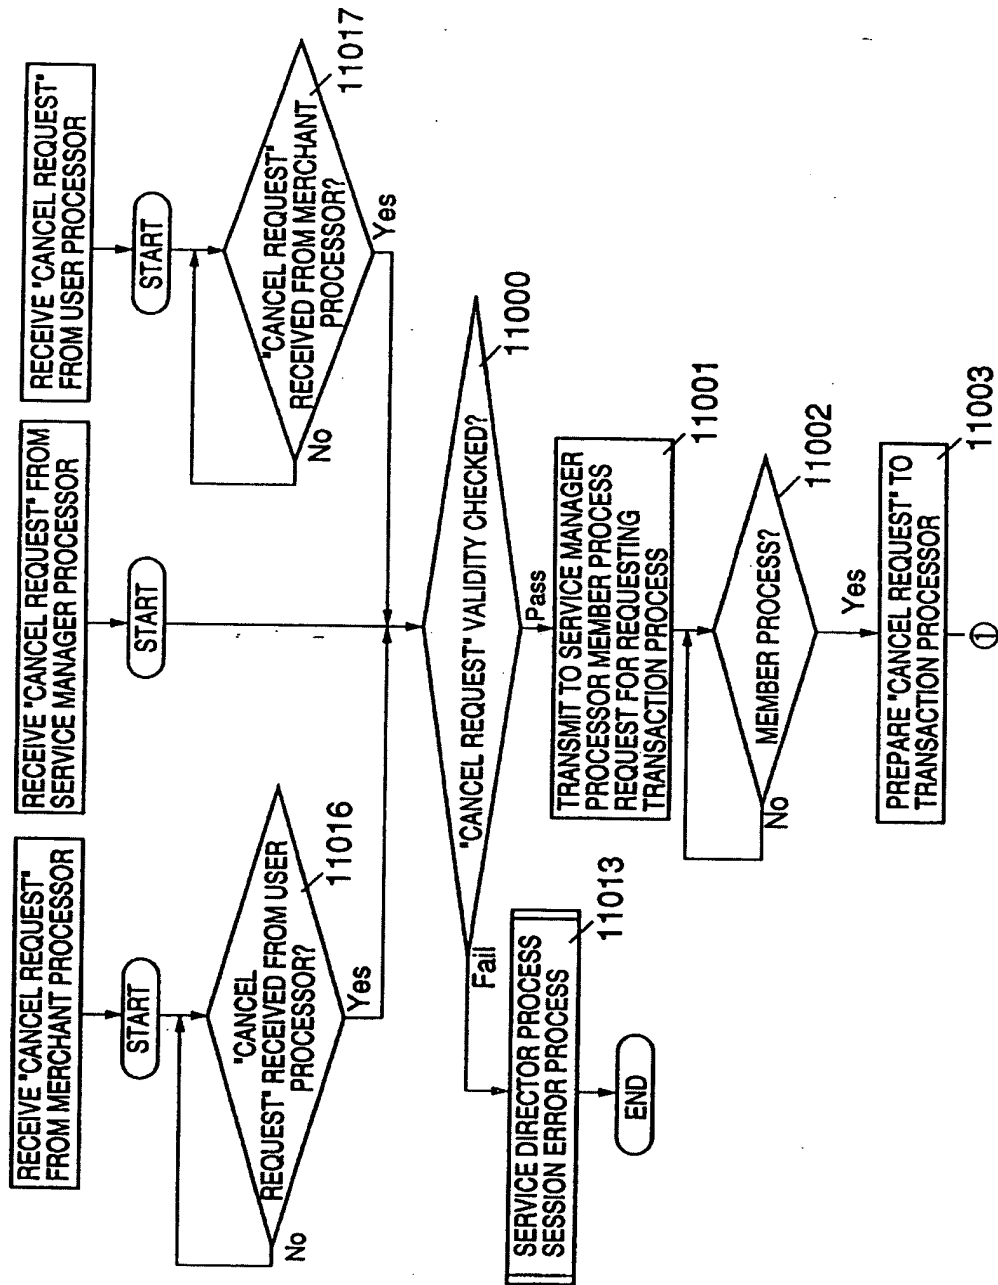 RECEIVE "CANCEL REQUEST"
FROM MERCHANT PROCESSOR
START
"CANCEL
REQUEST" RECEIVED FROM USER
PROCESSOR?
11016
No
Yes
RECEIVE "CANCEL REQUEST" FROM
SERVICE MANAGER PROCESSOR
START
RECEIVE "CANCEL REQUEST"
FROM USER PROCESSOR
START
"CANCEL REQUEST"
RECEIVED FROM MERCHANT
PROCESSOR?
11017
No
Yes
"CANCEL REQUEST" VALIDITY CHECKED?
11000
Fail
Pass
SERVICE DIRECTOR PROCESS
SESSION ERROR PROCESS
11013
END
TRANSMIT TO SERVICE MANAGER
PROCESSOR MEMBER PROCESS
REQUEST FOR REQUESTING
TRANSACTION PROCESS
11001
MEMBER PROCESS?
11002
No
Yes
PREPARE "CANCEL REQUEST" TO
TRANSACTION PROCESSOR
11003
①